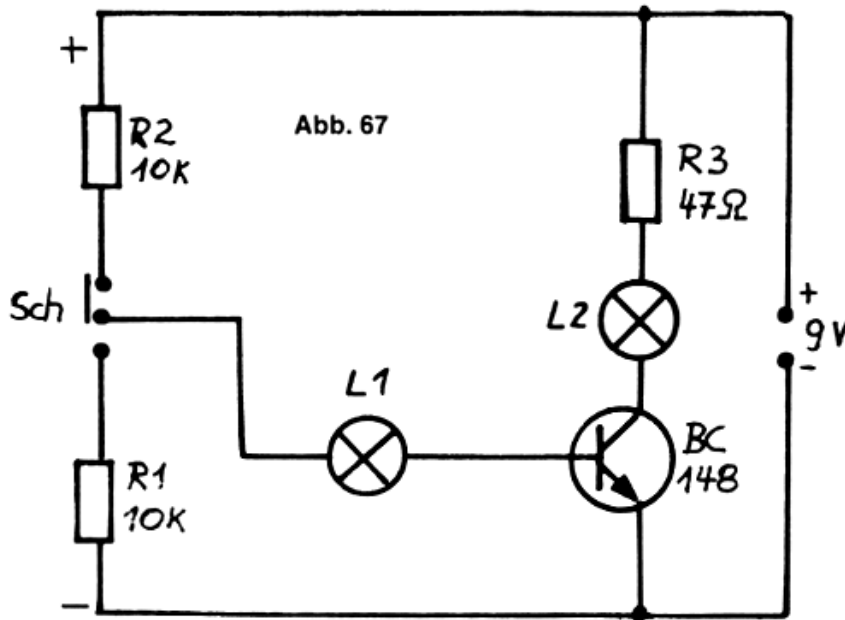 +
R2
10K
Abb. 67
R3
47Ω
Sch
L2
+
9V
-
L1
BC
148
R1
10K
-